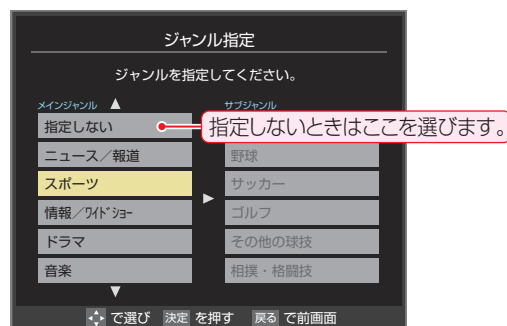 ジャンル指定
ジャンルを指定してください。
メインジャンル
サブジャンル
指定しない
指定しないときはここを選びます。
ニュース／報道
野球
スポーツ
サッカー
情報／ワイドショー
ゴルフ
ドラマ
その他の球技
音楽
相撲・格闘技
で選び 決定 を押す 戻る で前画面